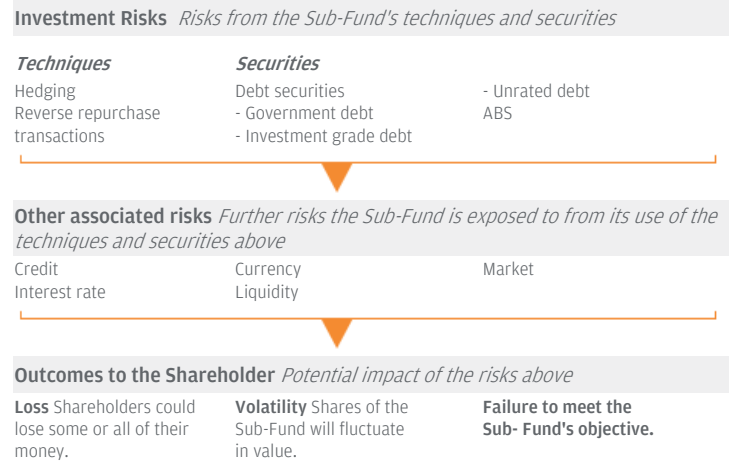 Investment Risks Risks from the Sub-Fund's techniques and securities
Techniques
Hedging
Reverse repurchase
transactions
Securities
Debt securities
- Government debt
- Investment grade debt
- Unrated debt
ABS
Other associated risks Further risks the Sub-Fund is exposed to from its use of the
techniques and securities above
Credit
Interest rate
Currency
Liquidity
Market
Outcomes to the Shareholder Potential impact of the risks above
Loss Shareholders could
lose some or all of their
money.
Volatility Shares of the
Sub-Fund will fluctuate
in value.
Failure to meet the
Sub- Fund's objective.